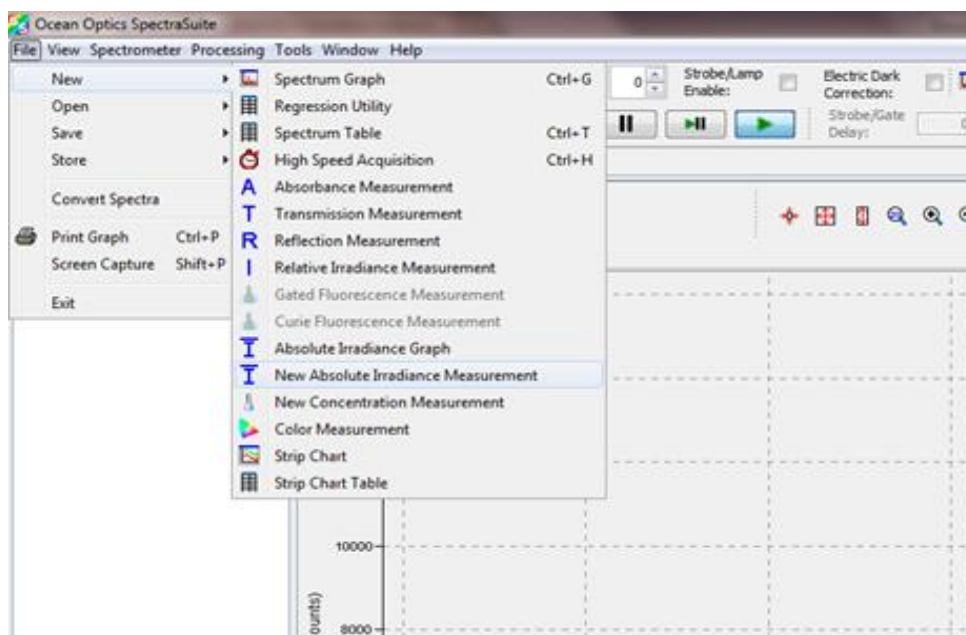 Ocean Optics SpectraSuite
File View Spectrometer Processing Tools Window Help
New
Open
Save
Store
Convert Spectra
Print Graph Ctrl+P
Screen Capture Shift+P
Exit
Spectrum Graph Ctrl+G
Regression Utility
Spectrum Table Ctrl+T
High Speed Acquisition Ctrl+H
A Absorbance Measurement
T Transmission Measurement
R Reflection Measurement
I Relative Irradiance Measurement
Gated Fluorescence Measurement
Curie Fluorescence Measurement
I Absolute Irradiance Graph
I New Absolute Irradiance Measurement
New Concentration Measurement
Color Measurement
Strip Chart
Strip Chart Table
0
Strobe/Lamp
Enable:
Electric Dark
Correction:
Strobe/Gate
Delay:
10000
8000